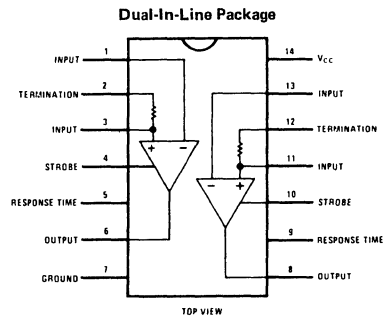 Dual-In-Line Package
INPUT 1
TERMINATION 2
INPUT 3
STROBE 4
RESPONSE TIME 5
OUTPUT 6
GROUND 7
14 VCC
13 INPUT
12 TERMINATION
11 INPUT
10 STROBE
9 RESPONSE TIME
8 OUTPUT
+ −
− +
TOP VIEW